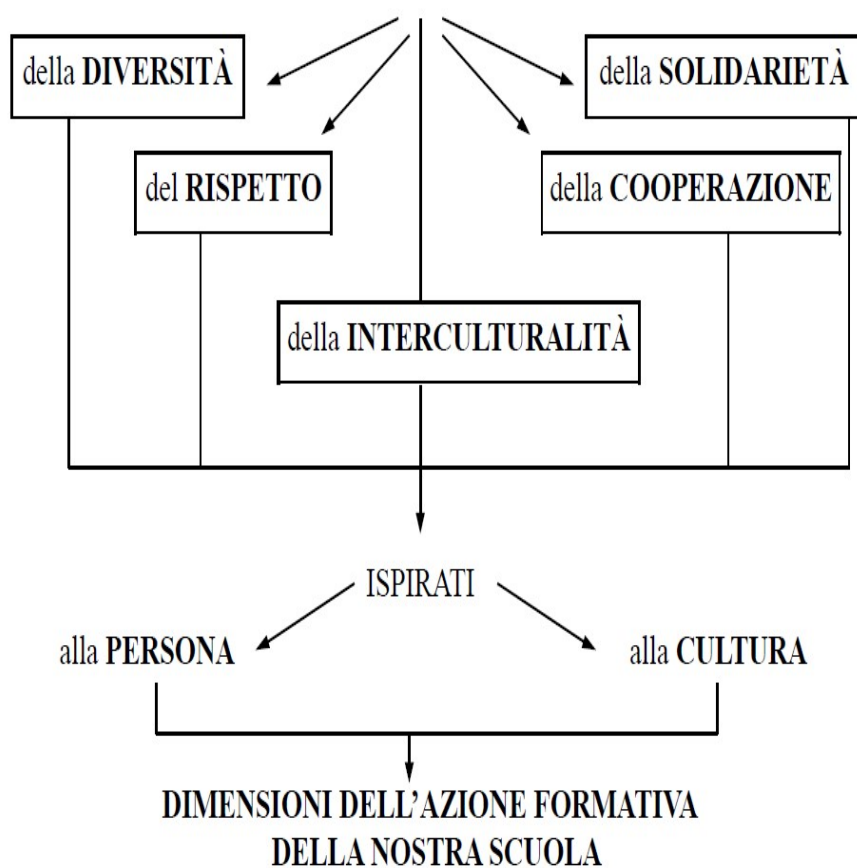 della DIVERSITÀ
della SOLIDARIETÀ
del RISPETTO
della COOPERAZIONE
della INTERCULTURALITÀ
ISPIRATI
alla PERSONA
alla CULTURA
DIMENSIONI DELL’AZIONE FORMATIVA
DELLA NOSTRA SCUOLA